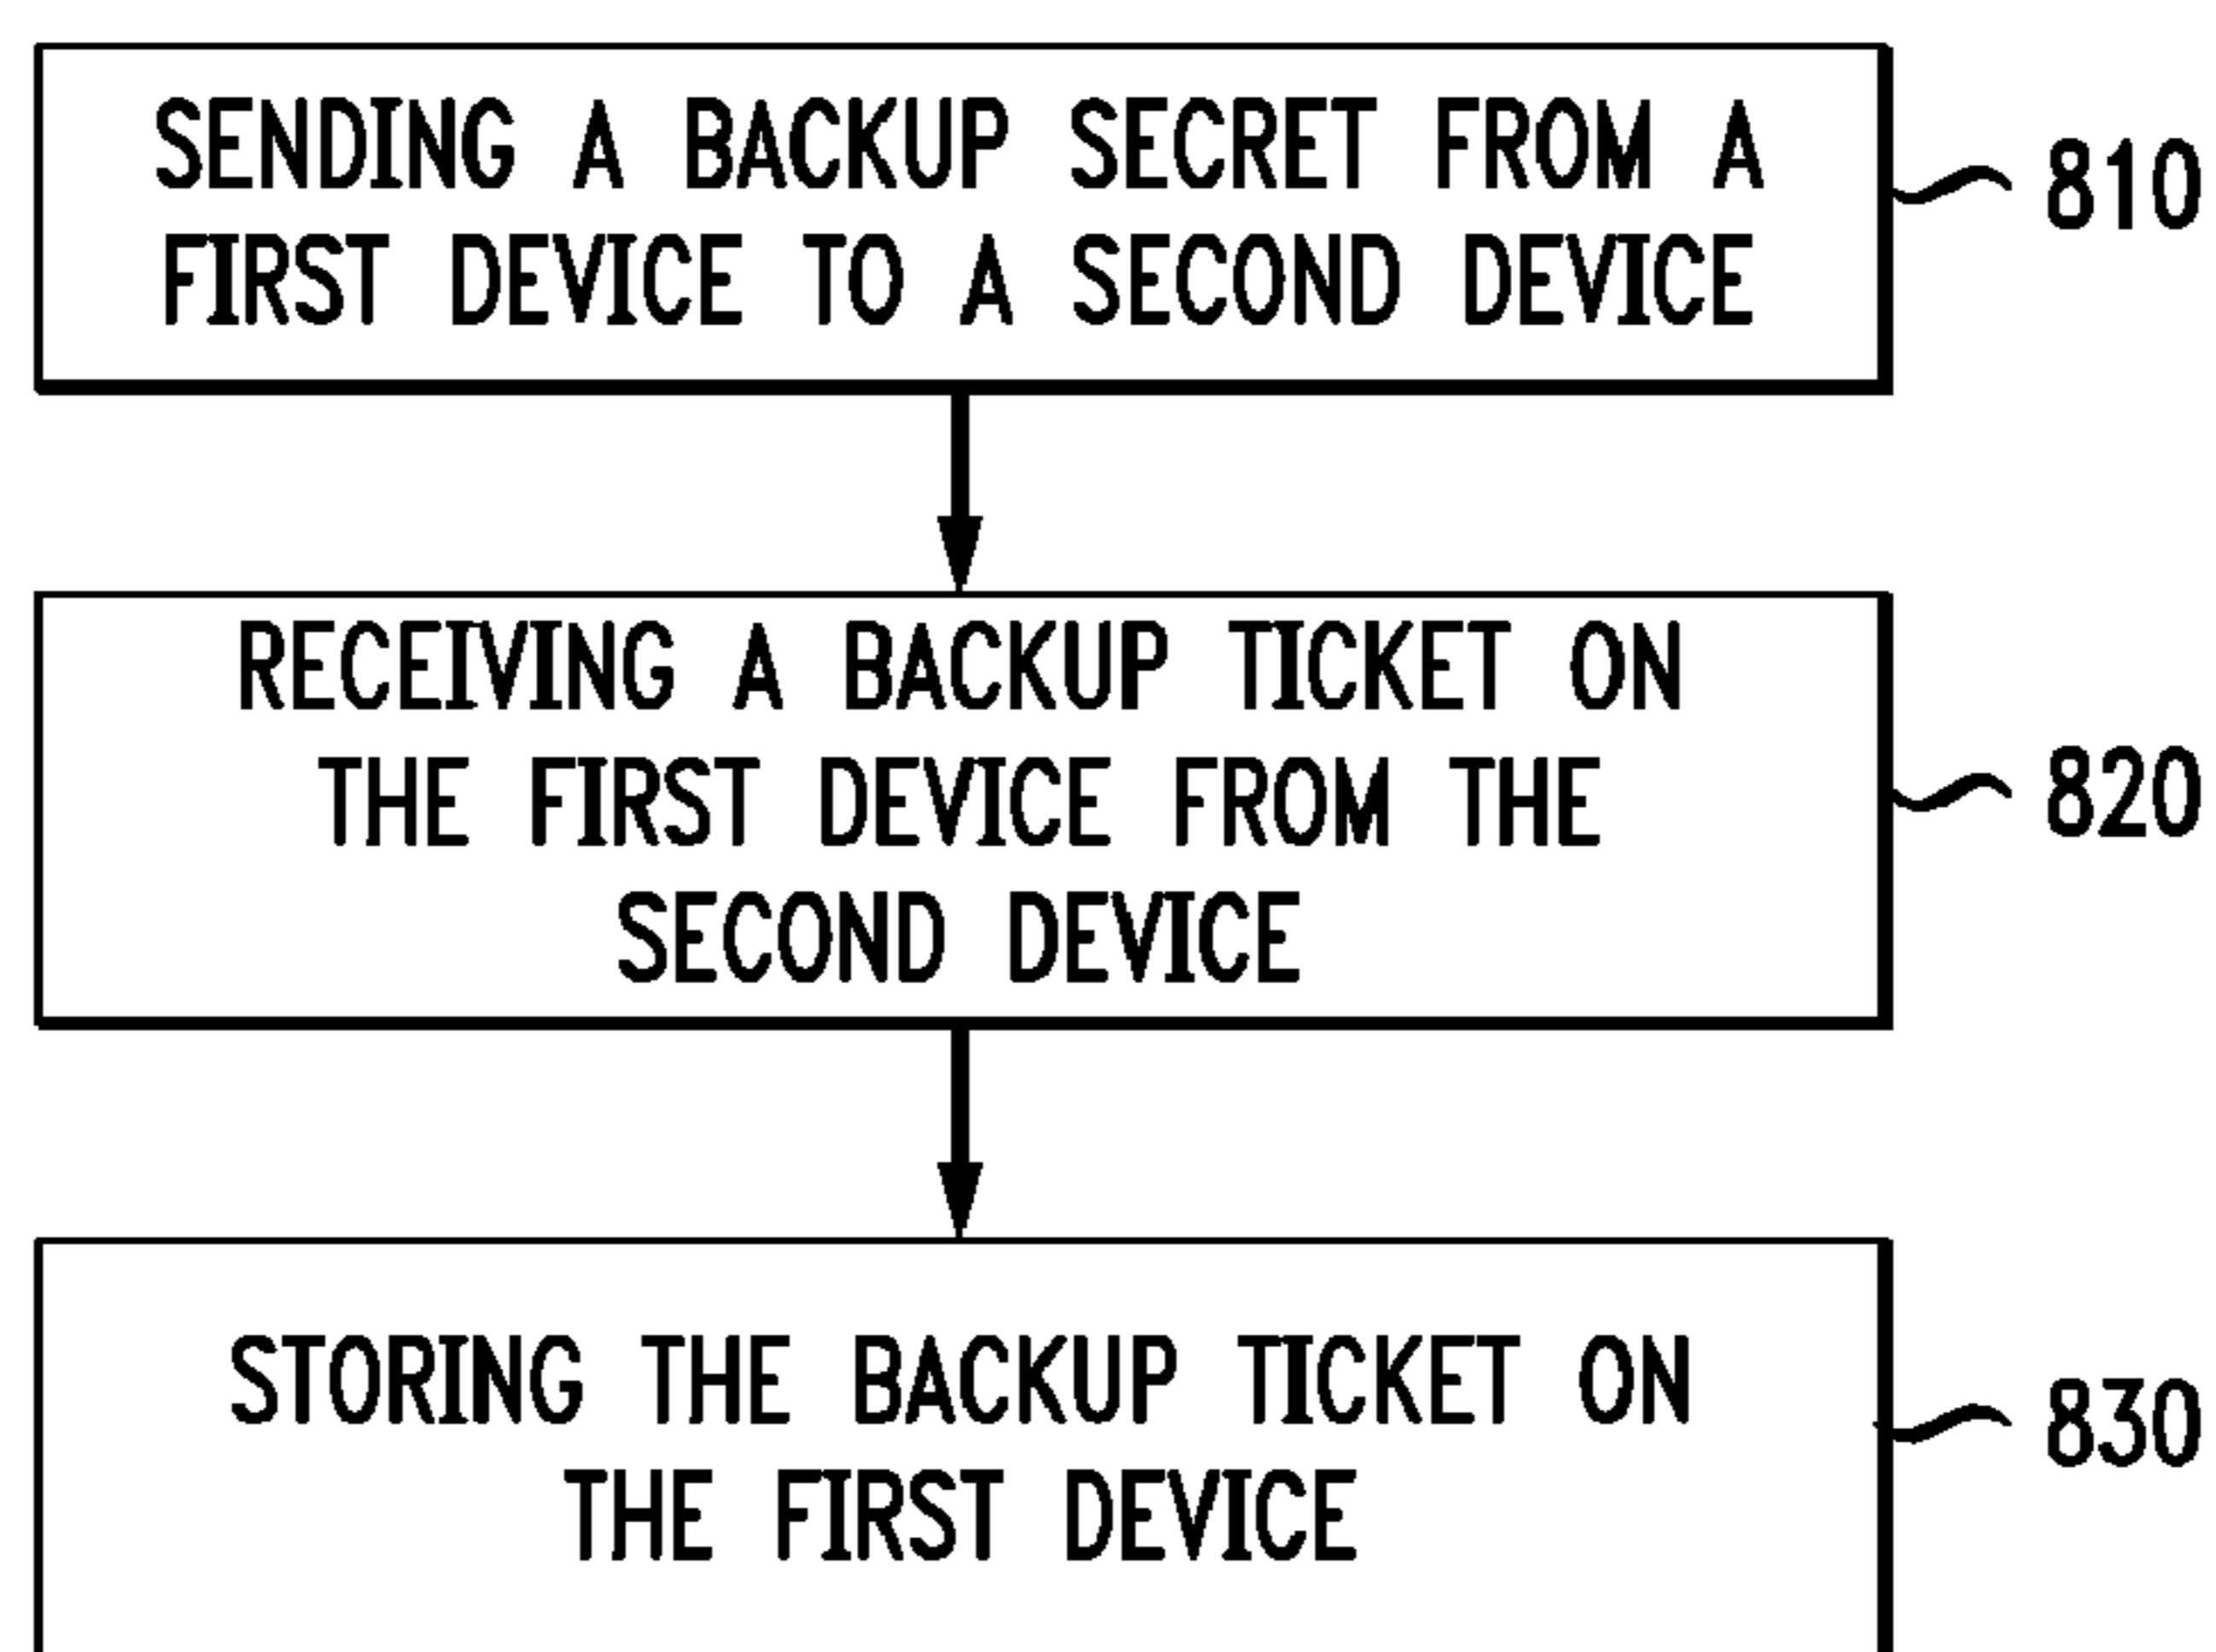 SENDING A BACKUP SECRET FROM A
FIRST DEVICE TO A SECOND DEVICE
810
RECEIVING A BACKUP TICKET ON
THE FIRST DEVICE FROM THE
SECOND DEVICE
820
STORING THE BACKUP TICKET ON
THE FIRST DEVICE
830